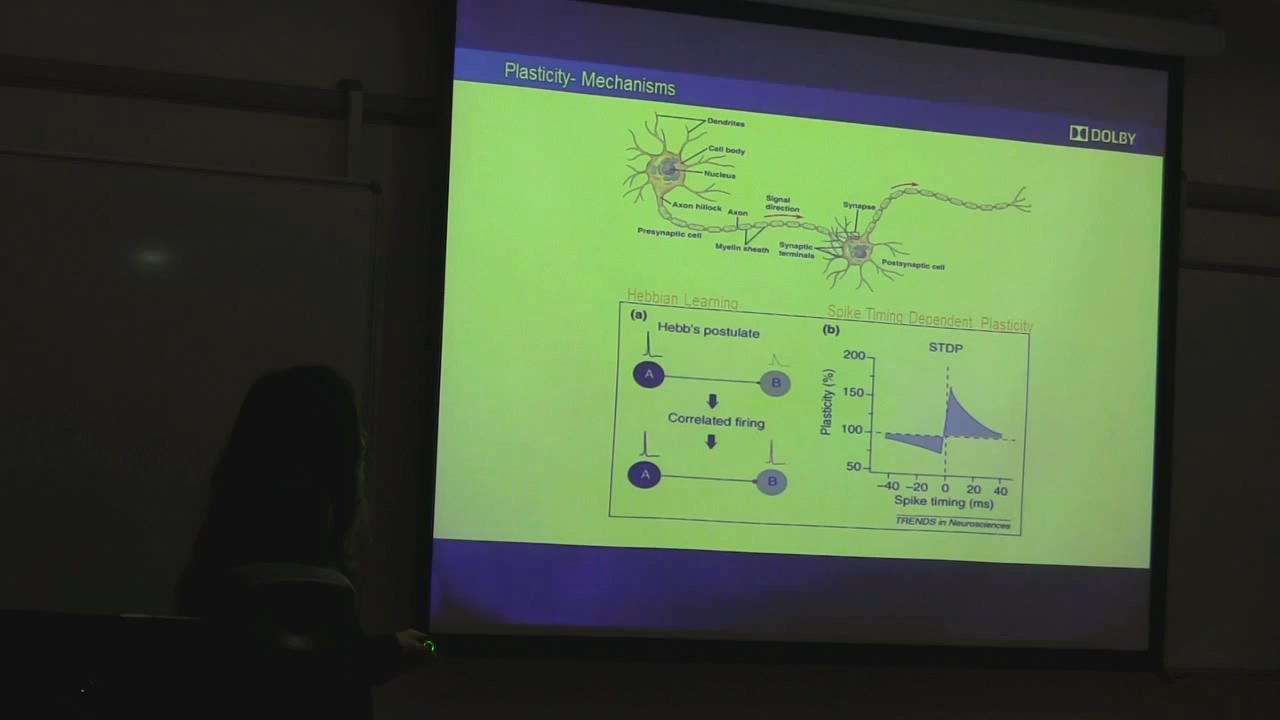 Plasticity- Mechanisms
DOLBY
Dendrites
Cell body
Nucleus
Axon hillock
Axon
Signal
direction
Synapse
Presynaptic cell
Myelin sheath
Synaptic
terminals
Postsynaptic cell
Hebbian Learning
Spike Timing Dependent Plasticity
(a)
Hebb's postulate
A
B
Correlated firing
A
B
(b)
STDP
Plasticity (%)
200
150
100
50
−40 −20 0 20 40
Spike timing (ms)
TRENDS in Neurosciences